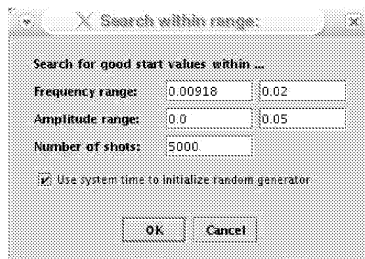 Search within range:
Search for good start values within ...
Frequency range: 0.00918 0.02
Amplitude range: 0.0 0.05
Number of shots: 5000
Use system time to initialize random generator
OK Cancel